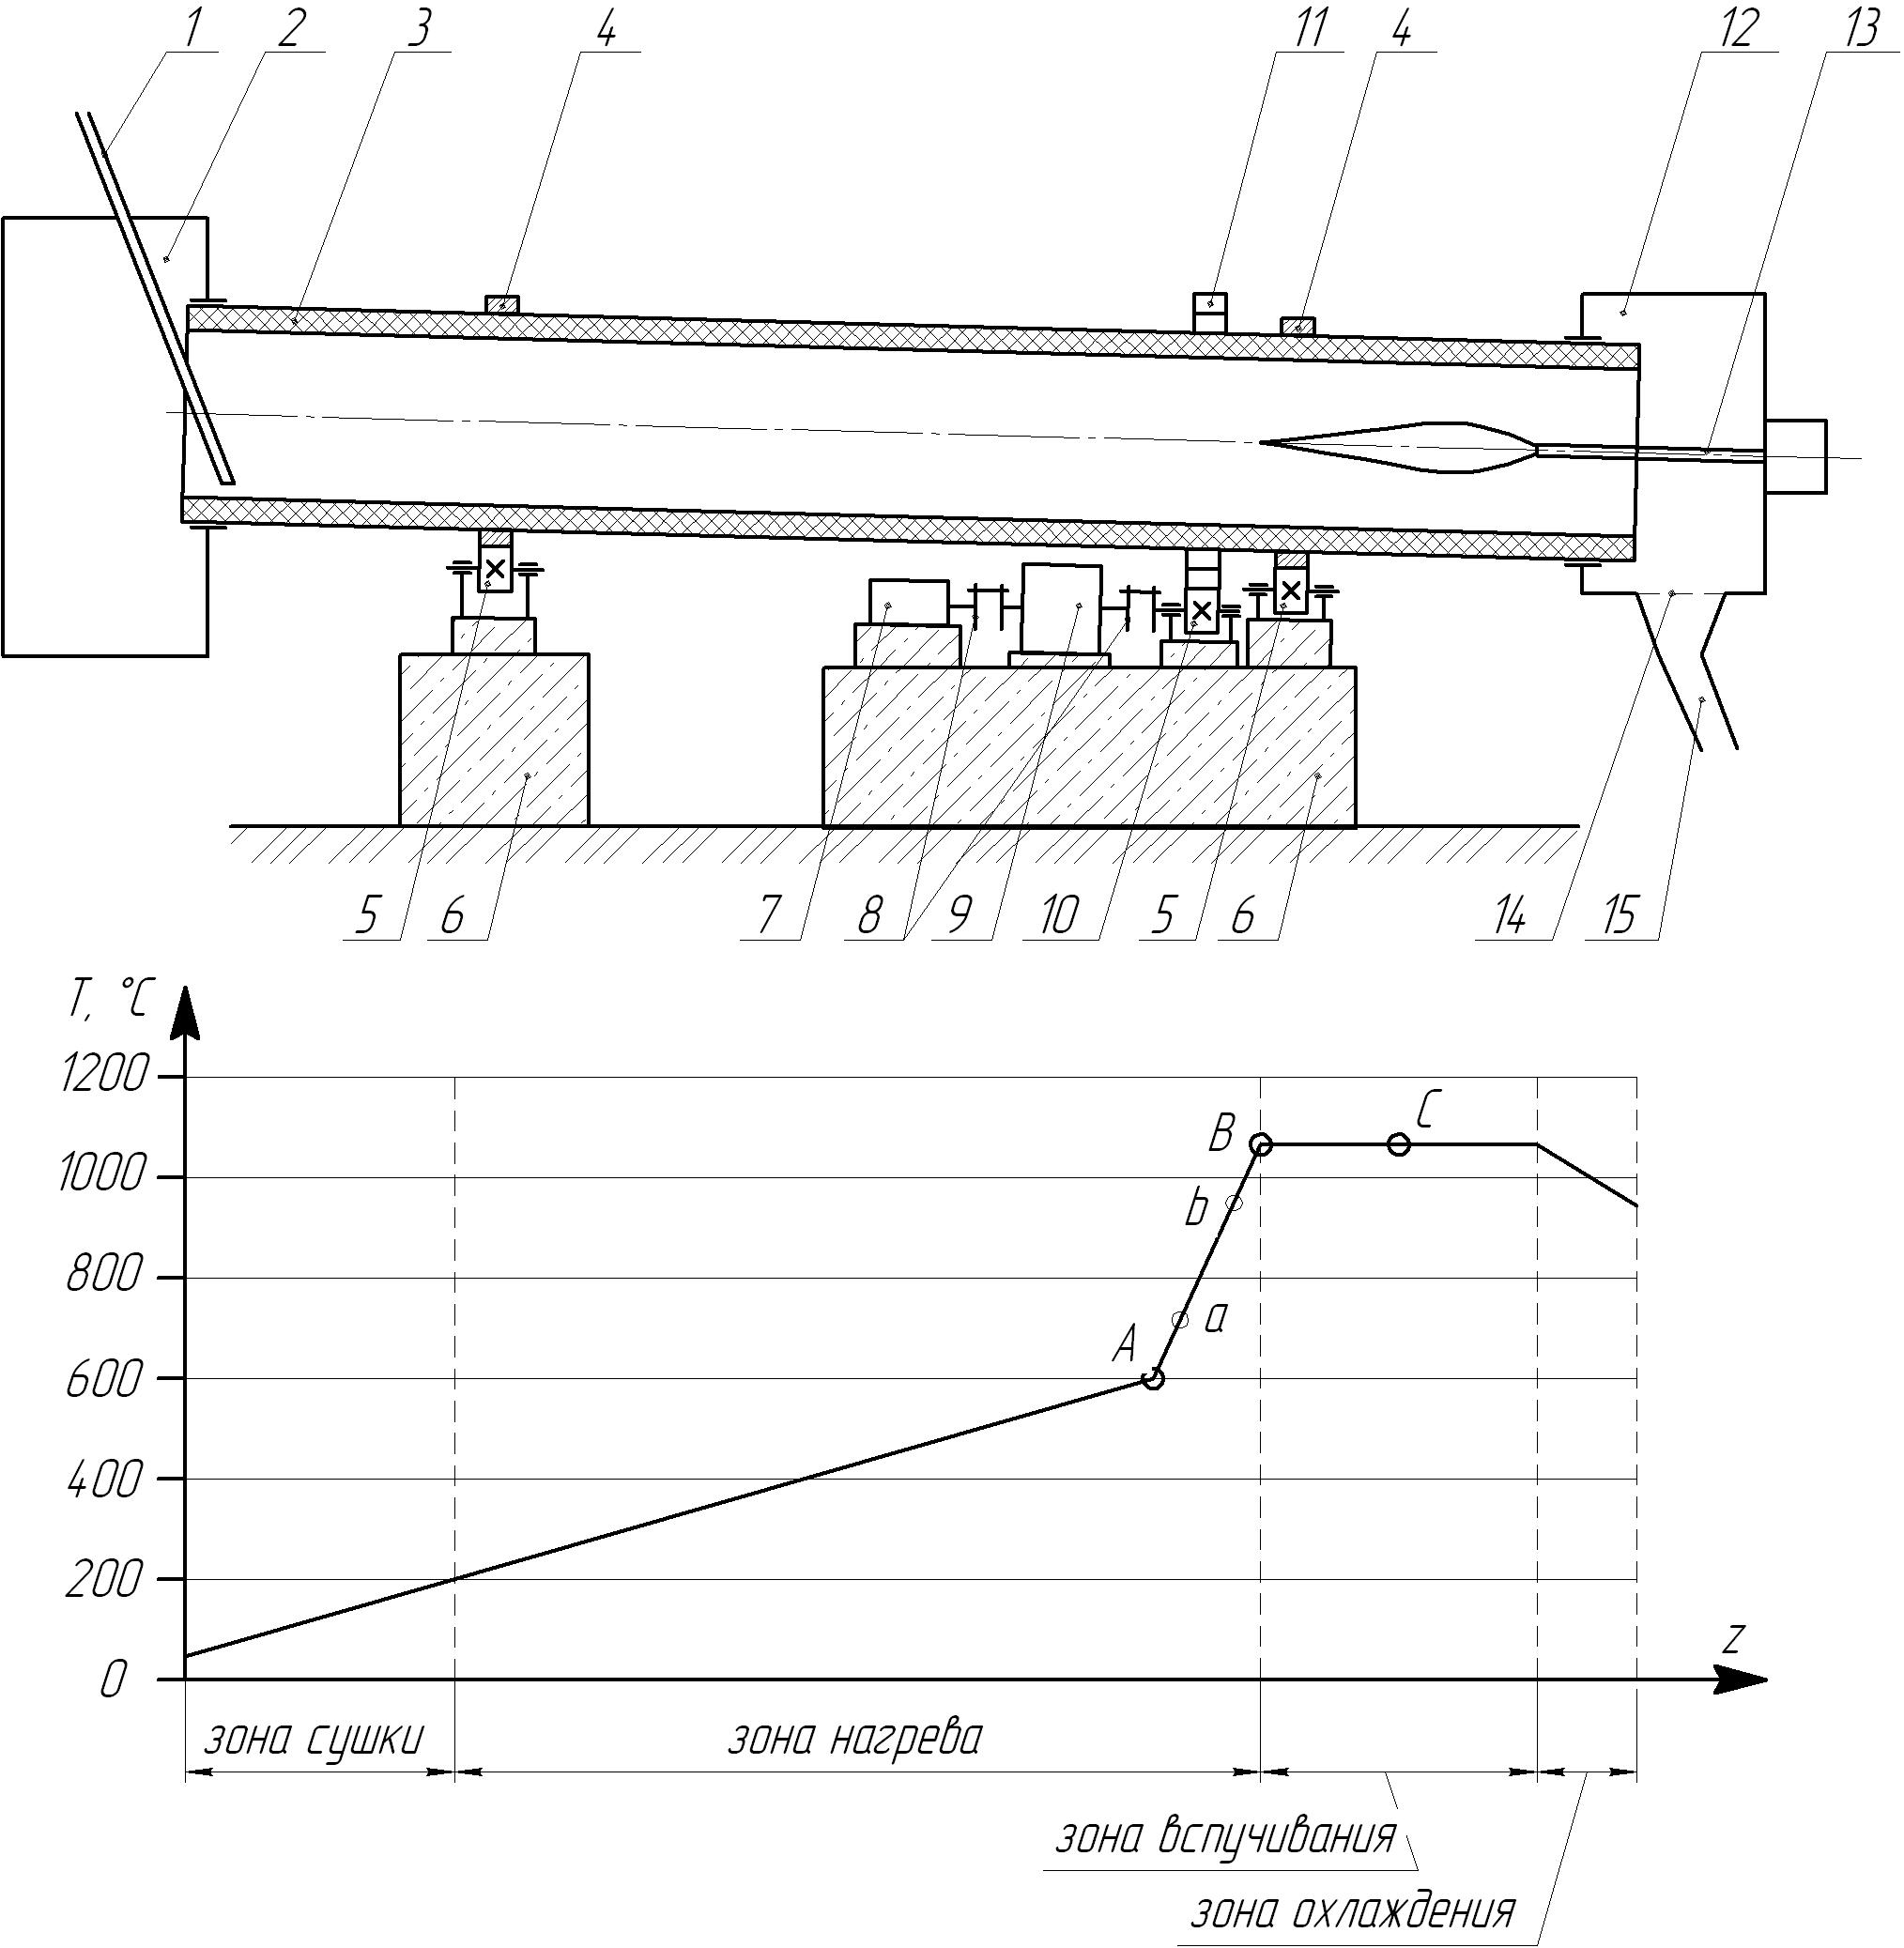 1 2 3 4 11 4 12 13
5 6 7 8 9 10 5 6 14 15
T, °C
1200
B C
1000
b
800
a
A
600
400
200
z
0
зона сушки зона нагрева
зона вспучивания
зона охлаждения